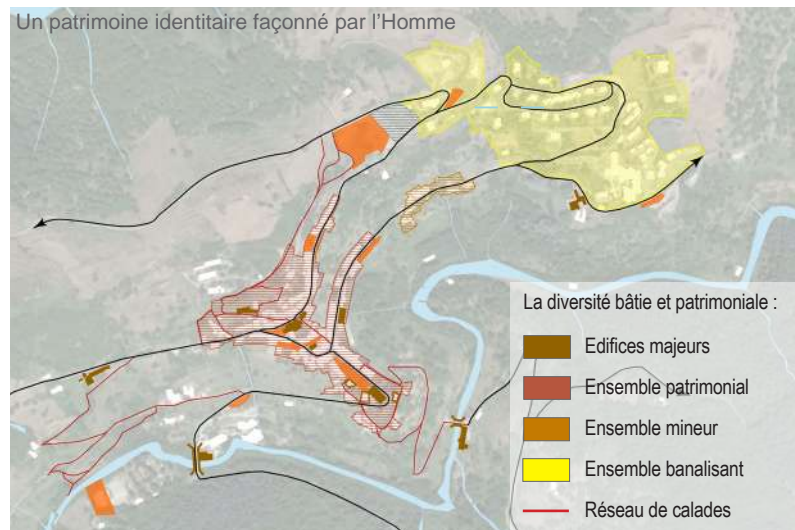 Un patrimoine identitaire façonné par l'Homme
La diversité bâtie et patrimoniale :
Edifices majeurs
Ensemble patrimonial
Ensemble mineur
Ensemble banalisant
Réseau de calades